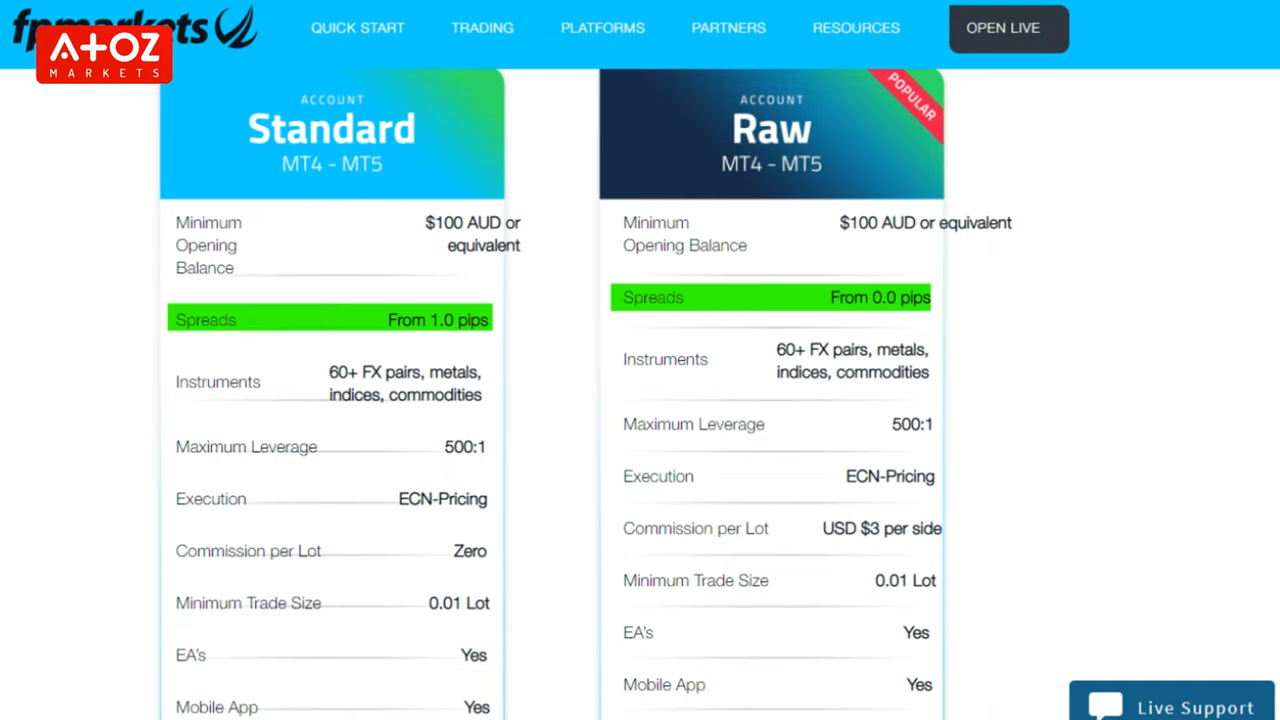 fpmarkets
QUICK START
TRADING
PLATFORMS
PARTNERS
RESOURCES
OPEN LIVE
ATOZ
MARKETS
ACCOUNT
Standard
MT4 - MT5
Minimum
Opening
Balance
$100 AUD or
equivalent
Spreads
From 1.0 pips
Instruments
60+ FX pairs, metals,
indices, commodities
Maximum Leverage
500:1
Execution
ECN-Pricing
Commission per Lot
Zero
Minimum Trade Size
0.01 Lot
EA's
Yes
Mobile App
Yes
ACCOUNT
Raw
MT4 - MT5
POPULAR
Minimum
Opening Balance
$100 AUD or equivalent
Spreads
From 0.0 pips
Instruments
60+ FX pairs, metals,
indices, commodities
Maximum Leverage
500:1
Execution
ECN-Pricing
Commission per Lot
USD $3 per side
Minimum Trade Size
0.01 Lot
EA's
Yes
Mobile App
Yes
Live Support